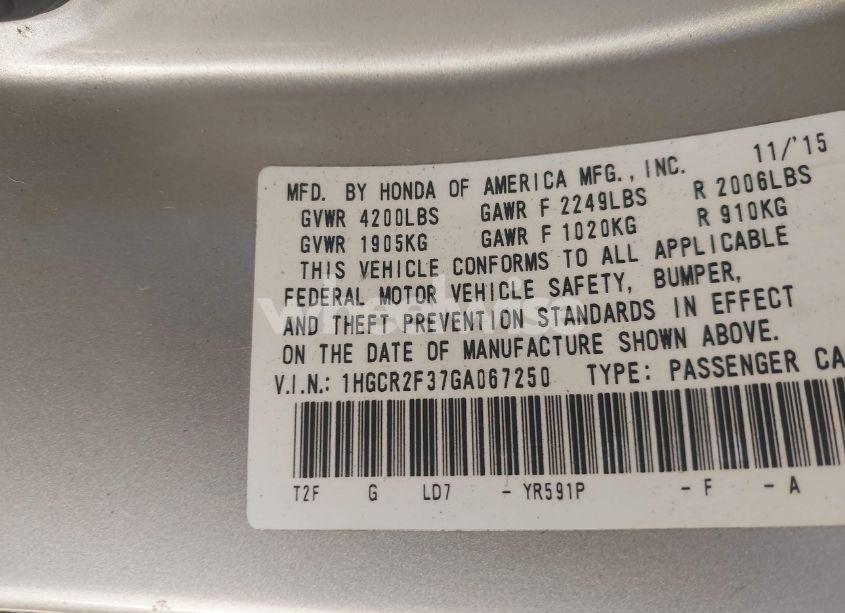 11/'15
MFD. BY HONDA OF AMERICA MFG., INC.
GVWR 4200LBS GAWR F 2249LBS R 2006LBS
GVWR 1905KG GAWR F 1020KG R 910KG
THIS VEHICLE CONFORMS TO ALL APPLICABLE
FEDERAL MOTOR VEHICLE SAFETY, BUMPER,
AND THEFT PREVENTION STANDARDS IN EFFECT
ON THE DATE OF MANUFACTURE SHOWN ABOVE.
V.I.N.: 1HGCR2F37GA067250 TYPE: PASSENGER CA
T2F G LD7 - YR591P - F - A